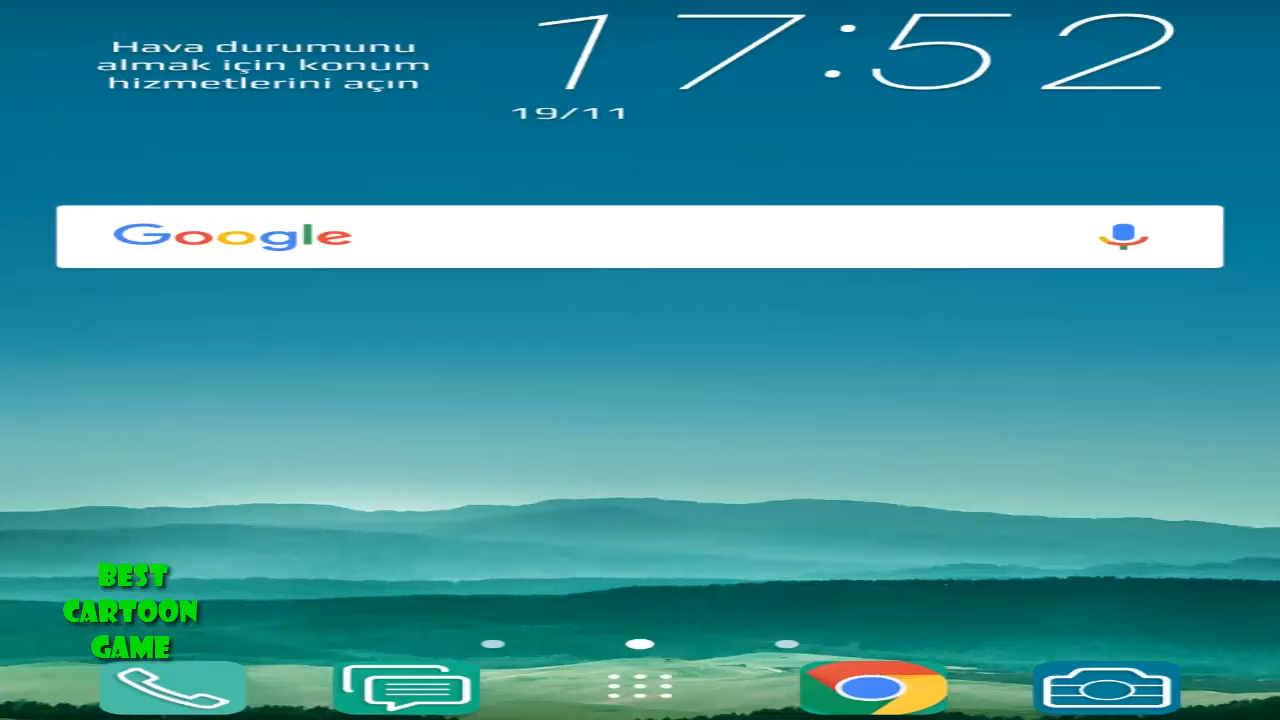 Hava durumunu
almak için konum
hizmetlerini açın
17:52
19/11
Google
BEST
CARTOON
GAME